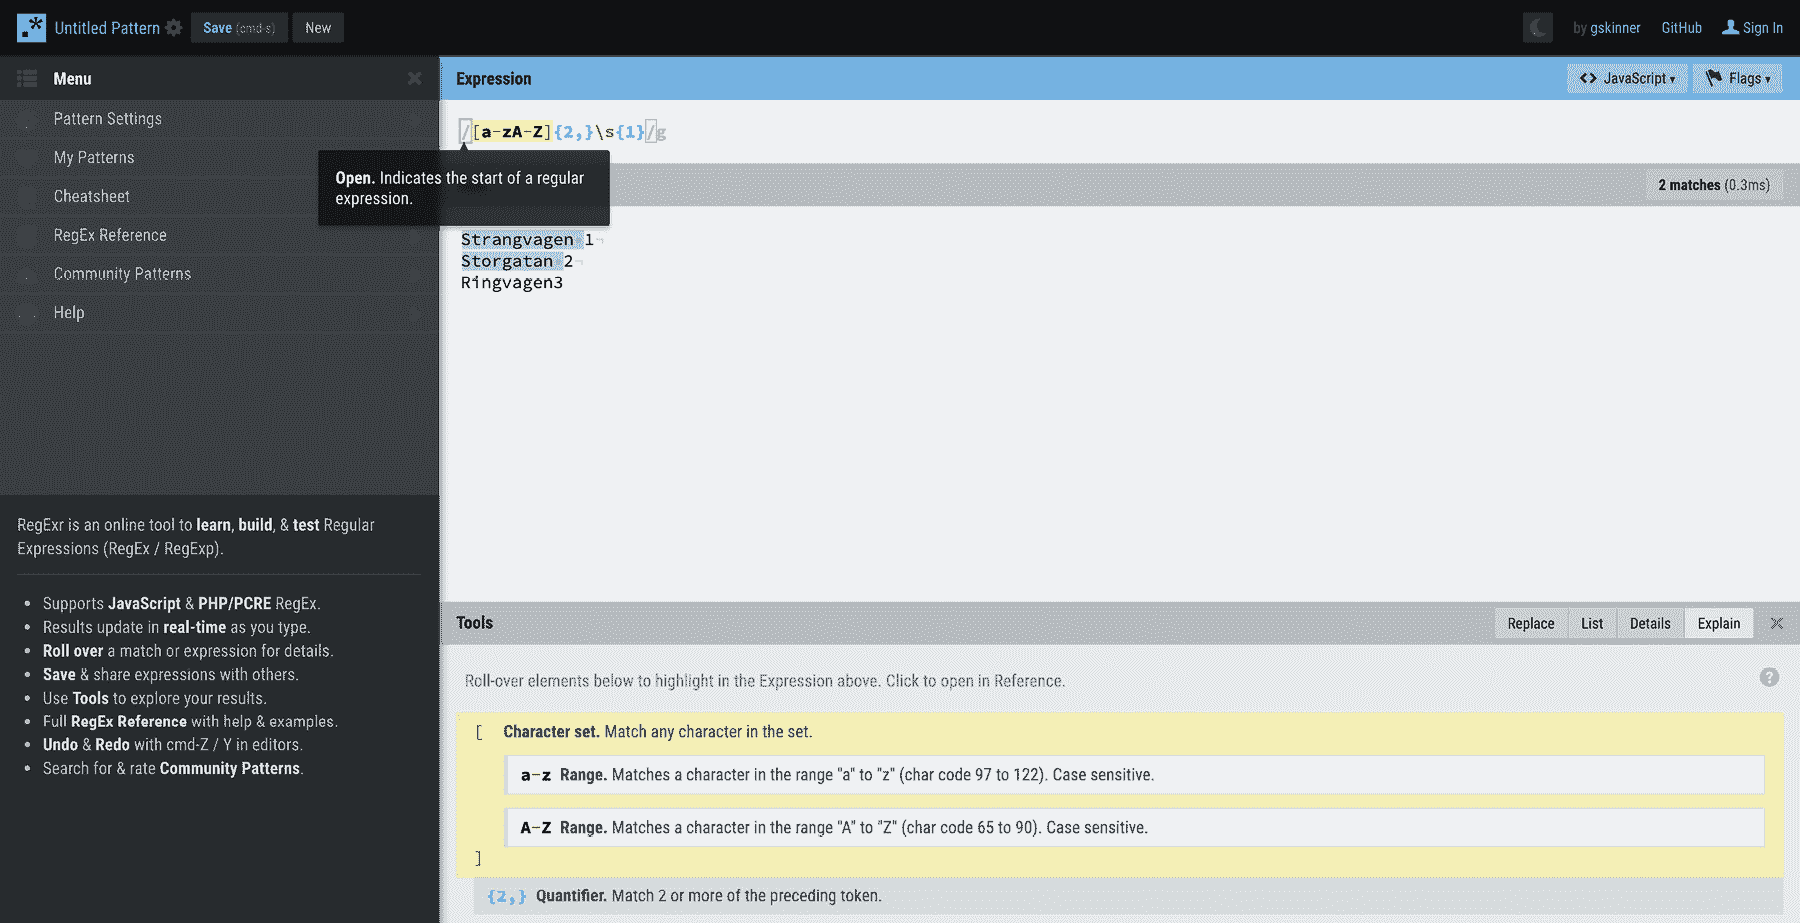 .* Untitled Pattern Save (cmd-s) New by gskinner GitHub Sign In
Menu
Pattern Settings
My Patterns
Cheatsheet
RegEx Reference
Community Patterns
Help
RegExr is an online tool to learn, build, & test Regular
Expressions (RegEx / RegExp).
• Supports JavaScript & PHP/PCRE RegEx.
• Results update in real-time as you type.
• Roll over a match or expression for details.
• Save & share expressions with others.
• Use Tools to explore your results.
• Full RegEx Reference with help & examples.
• Undo & Redo with cmd-Z / Y in editors.
• Search for & rate Community Patterns.
Expression <> JavaScript ▾ Flags ▾
/[a-zA-Z]{2,}\s{1}/g
Open. Indicates the start of a regular
expression.
2 matches (0.3ms)
Strangvagen 1
Storgatan 2
Ringvagen3
Tools Replace List Details Explain
Roll-over elements below to highlight in the Expression above. Click to open in Reference. ?
[ Character set. Match any character in the set.
a-z Range. Matches a character in the range "a" to "z" (char code 97 to 122). Case sensitive.
A-Z Range. Matches a character in the range "A" to "Z" (char code 65 to 90). Case sensitive.
]
{2,} Quantifier. Match 2 or more of the preceding token.